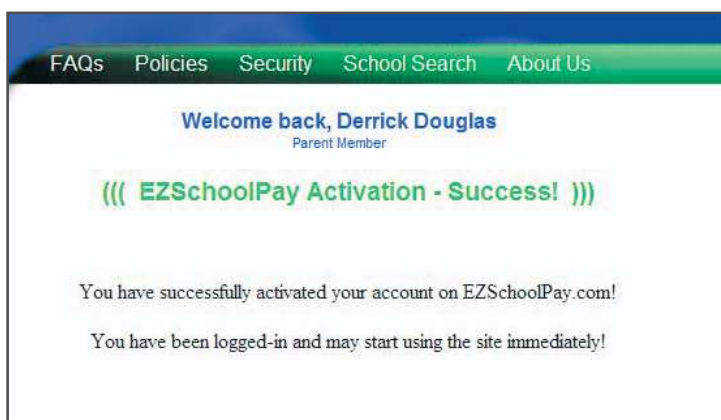 FAQs Policies Security School Search About Us
Welcome back, Derrick Douglas
Parent Member
((( EZSchoolPay Activation - Success! )))
You have successfully activated your account on EZSchoolPay.com!
You have been logged-in and may start using the site immediately!